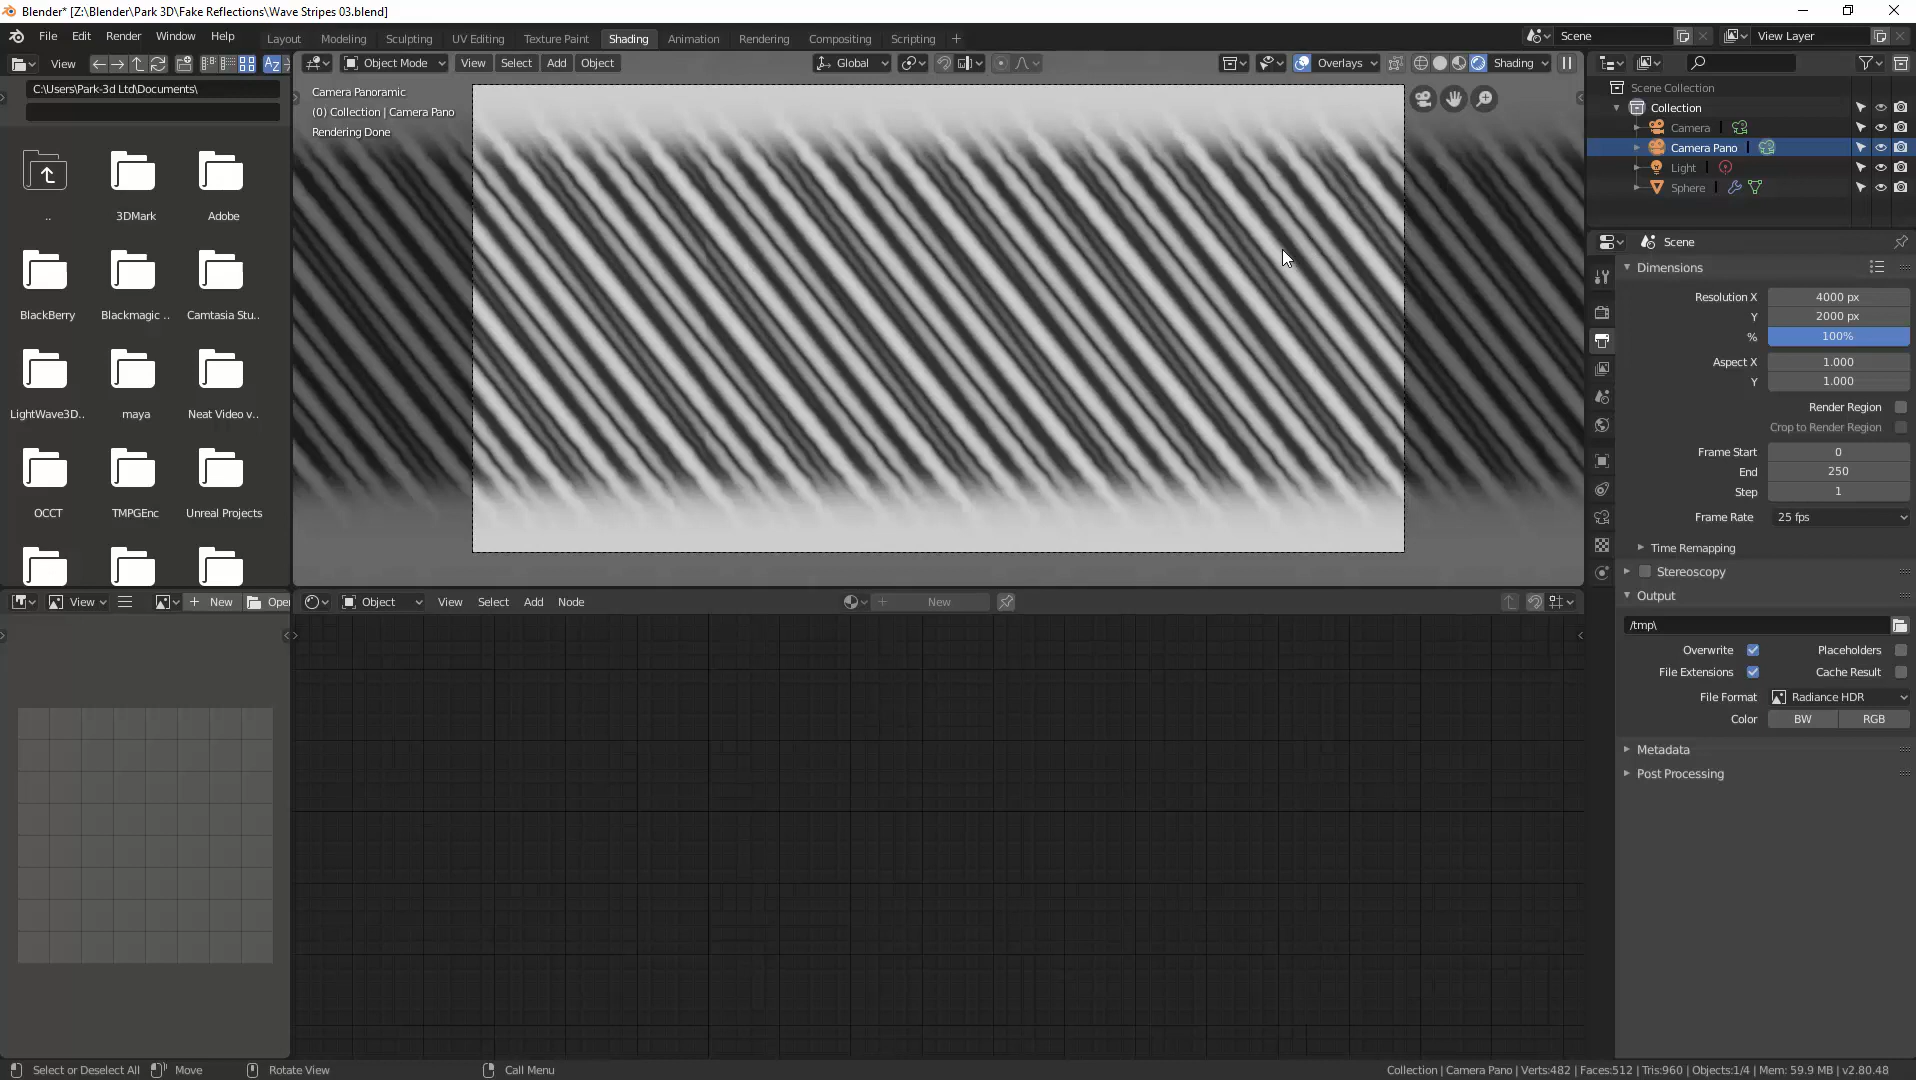 Blender* [Z:\Blender\Park 3D\Fake Reflections\Wave Stripes 03.blend]
File Edit Render Window Help
Layout Modeling Sculpting UV Editing Texture Paint Shading Animation Rendering Compositing Scripting +
Scene
View Layer
View
C:\Users\Park-3d Ltd\Documents\
..
3DMark
Adobe
BlackBerry
Blackmagic ..
Camtasia Stu..
LightWave3D..
maya
Neat Video v..
OCCT
TMPGEnc
Unreal Projects
Object Mode View Select Add Object
Global
Overlays
Shading
Camera Panoramic
(0) Collection | Camera Pano
Rendering Done
Scene Collection
Collection
Camera
Camera Pano
Light
Sphere
Scene
Dimensions
Resolution X 4000 px
Y 2000 px
% 100%
Aspect X 1.000
Y 1.000
Render Region
Crop to Render Region
Frame Start 0
End 250
Step 1
Frame Rate 25 fps
Time Remapping
Stereoscopy
Output
/tmp\
Overwrite Placeholders
File Extensions Cache Result
File Format Radiance HDR
Color BW RGB
Metadata
Post Processing
View
+ New
Open
Object View Select Add Node
+ New
Select or Deselect All
Move
Rotate View
Call Menu
Collection | Camera Pano | Verts:482 | Faces:512 | Tris:960 | Objects:1/4 | Mem: 59.9 MB | v2.80.48